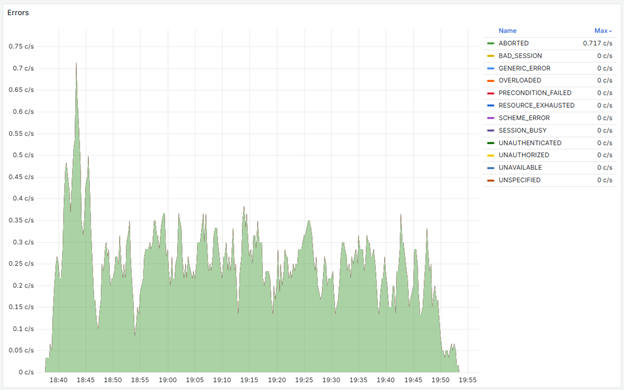 Errors
Name Max
0.75 c/s
0.7 c/s
0.65 c/s
0.6 c/s
0.55 c/s
0.5 c/s
0.45 c/s
0.4 c/s
0.35 c/s
0.3 c/s
0.25 c/s
0.2 c/s
0.15 c/s
0.1 c/s
0.05 c/s
0 c/s
18:40 18:45 18:50 18:55 19:00 19:05 19:10 19:15 19:20 19:25 19:30 19:35 19:40 19:45 19:50 19:55
ABORTED 0.717 c/s
BAD_SESSION 0 c/s
GENERIC_ERROR 0 c/s
OVERLOADED 0 c/s
PRECONDITION_FAILED 0 c/s
RESOURCE_EXHAUSTED 0 c/s
SCHEME_ERROR 0 c/s
SESSION_BUSY 0 c/s
UNAUTHENTICATED 0 c/s
UNAUTHORIZED 0 c/s
UNAVAILABLE 0 c/s
UNSPECIFIED 0 c/s